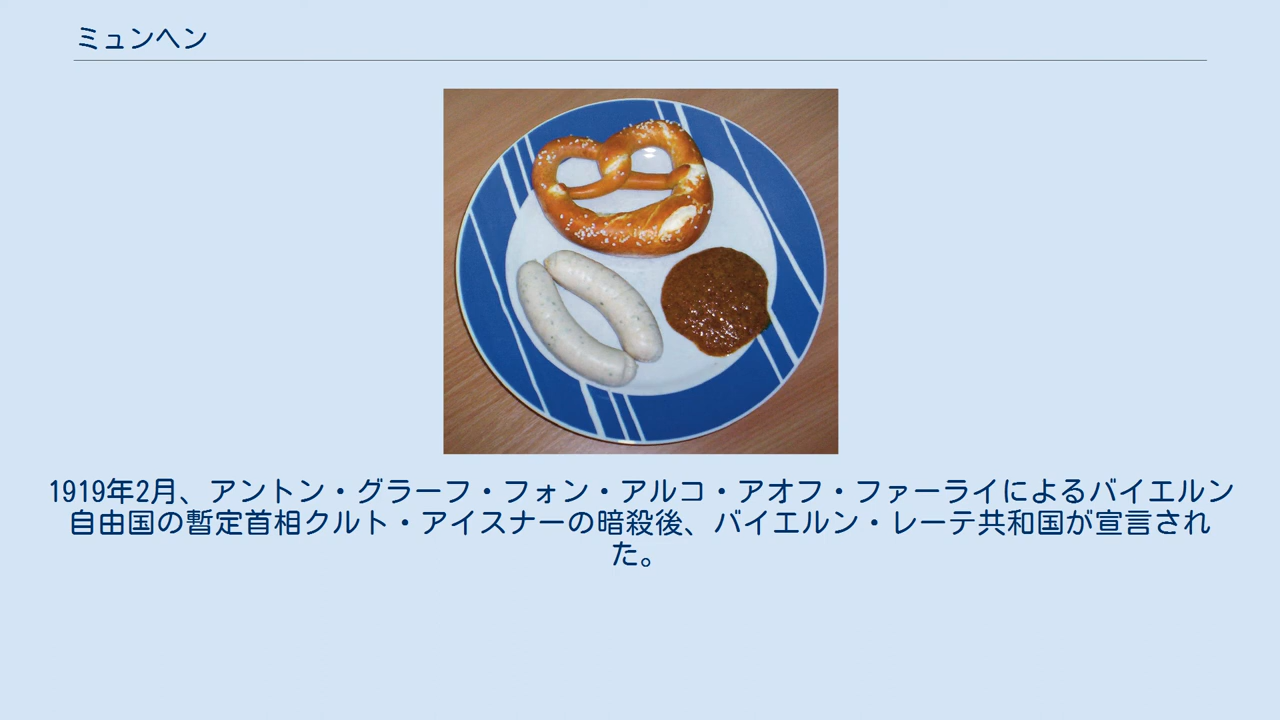 ミュンヘン
1919年2月、アントン・グラーフ・フォン・アルコ・アオフ・ファーライによるバイエルン
自由国の暫定首相クルト・アイスナーの暗殺後、バイエルン・レーテ共和国が宣言され
た。